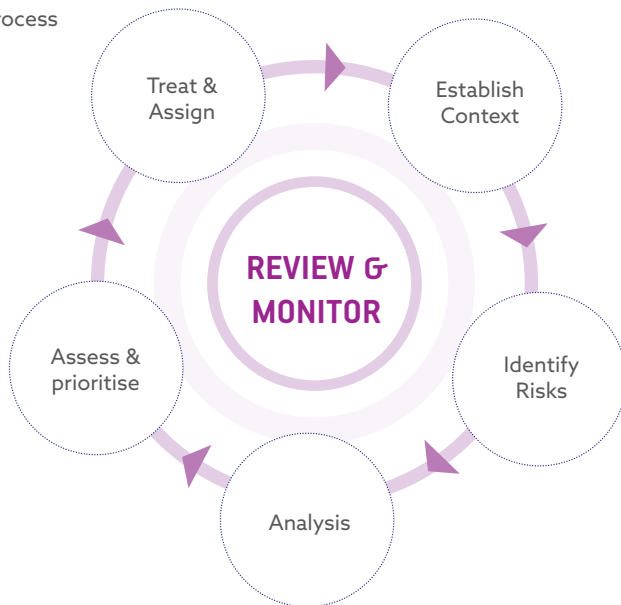 rocess
Treat &
Assign
Establish
Context
REVIEW &
MONITOR
Assess &
prioritise
Identify
Risks
Analysis